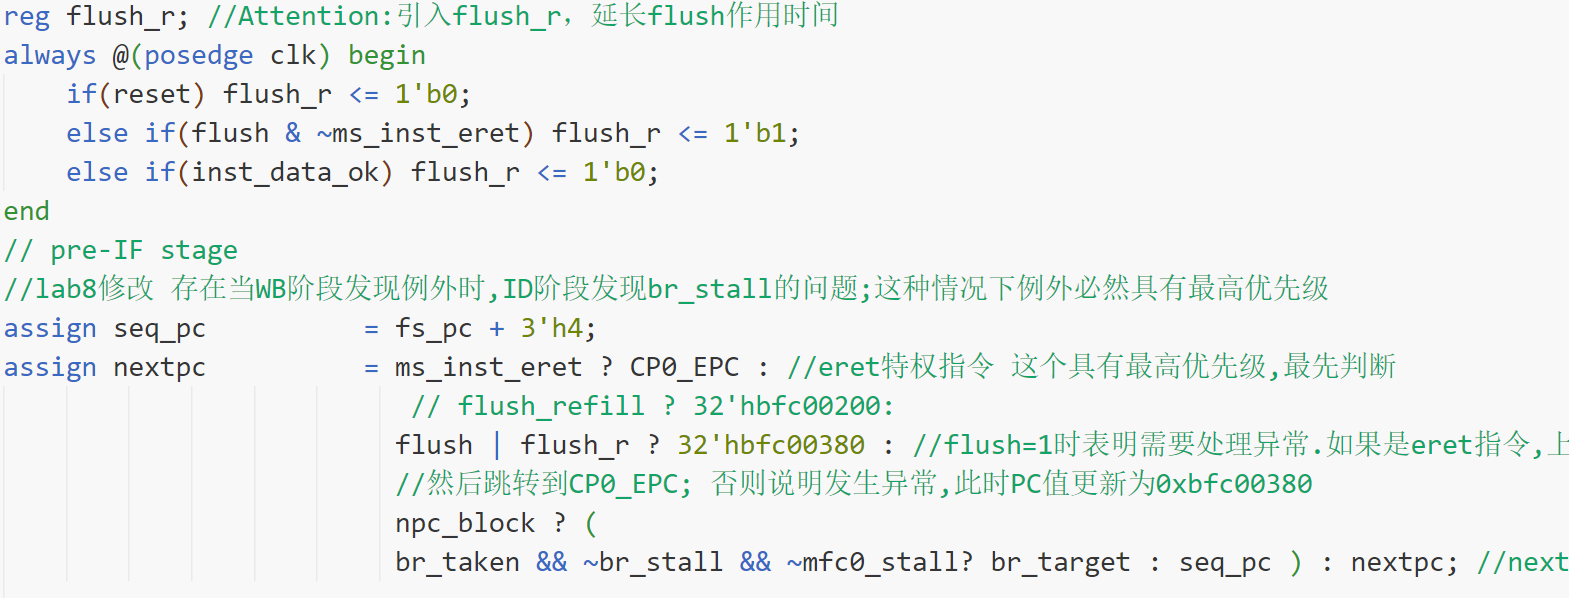 reg flush_r; //Attention:引入flush_r，延长flush作用时间
always @(posedge clk) begin
    if(reset) flush_r <= 1'b0;
    else if(flush & ~ms_inst_eret) flush_r <= 1'b1;
    else if(inst_data_ok) flush_r <= 1'b0;
end
// pre-IF stage
//lab8修改 存在当WB阶段发现例外时,ID阶段发现br_stall的问题;这种情况下例外必然具有最高优先级
assign seq_pc          = fs_pc + 3'h4;
assign nextpc          = ms_inst_eret ? CP0_EPC : //eret特权指令 这个具有最高优先级,最先判断
                          // flush_refill ? 32'hbfc00200:
                         flush | flush_r ? 32'hbfc00380 : //flush=1时表明需要处理异常.如果是eret指令,上
                         //然后跳转到CP0_EPC; 否则说明发生异常,此时PC值更新为0xbfc00380
                         npc_block ? (
                         br_taken && ~br_stall && ~mfc0_stall? br_target : seq_pc ) : nextpc; //next